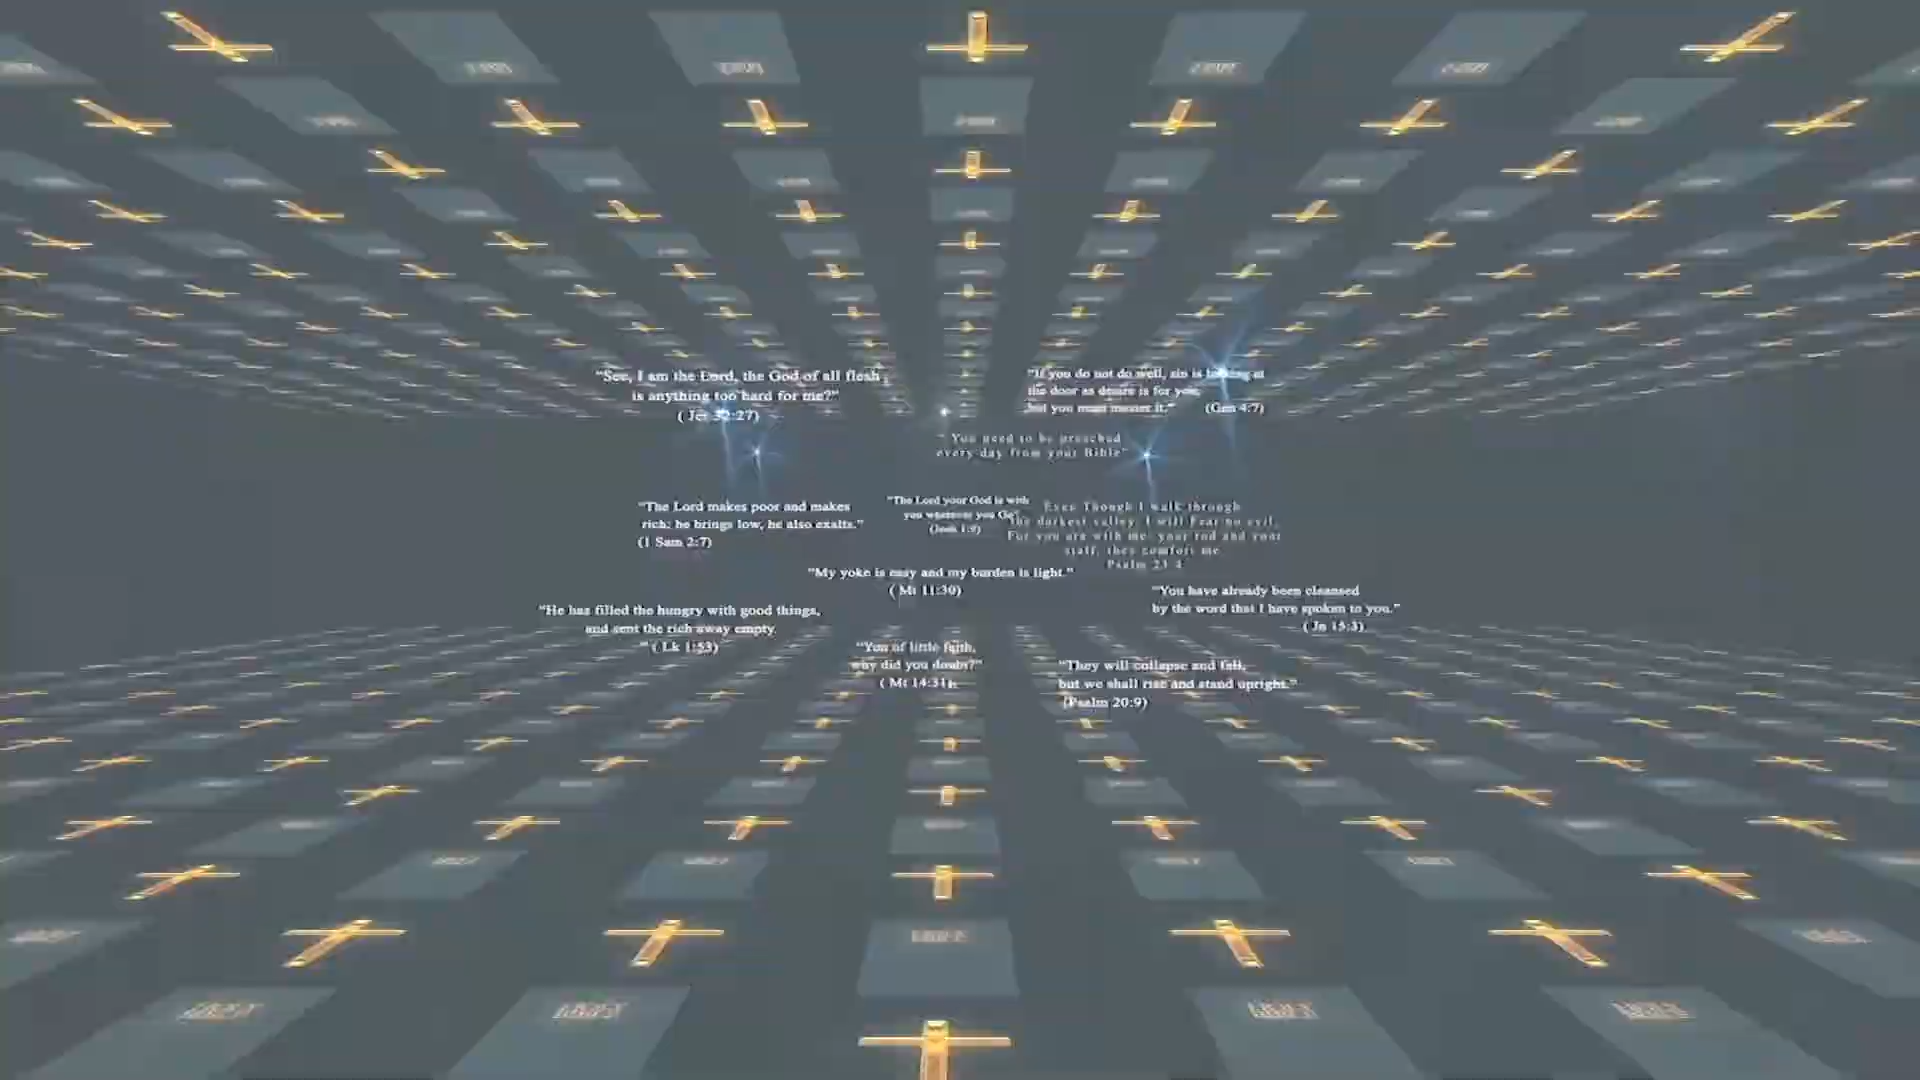 "See, I am the Lord, the God of all flesh
is anything too hard for me?"
( Jer 32:27)
"If you do not do well, sin is lurking at
the door as desire is for you,
but you must master it." (Gen 4:7)
" You need to be preached
every day from your Bible"
"The Lord makes poor and makes
rich; he brings low, he also exalts."
(1 Sam 2:7)
"The Lord your God is with
you wherever you Go"
(Josh 1:9)
Even Though I walk through
the darkest valley, I will Fear no evil,
For you are with me; your rod and your
staff, they comfort me
Psalm 23:4
"My yoke is easy and my burden is light."
( Mt 11:30)
"You have already been cleansed
by the word that I have spoken to you."
( Jn 15:3)
"He has filled the hungry with good things,
and sent the rich away empty
"( Lk 1:53)
"You of little faith,
why did you doubt?"
( Mt 14:31)
"They will collapse and fall,
but we shall rise and stand upright."
(Psalm 20:9)